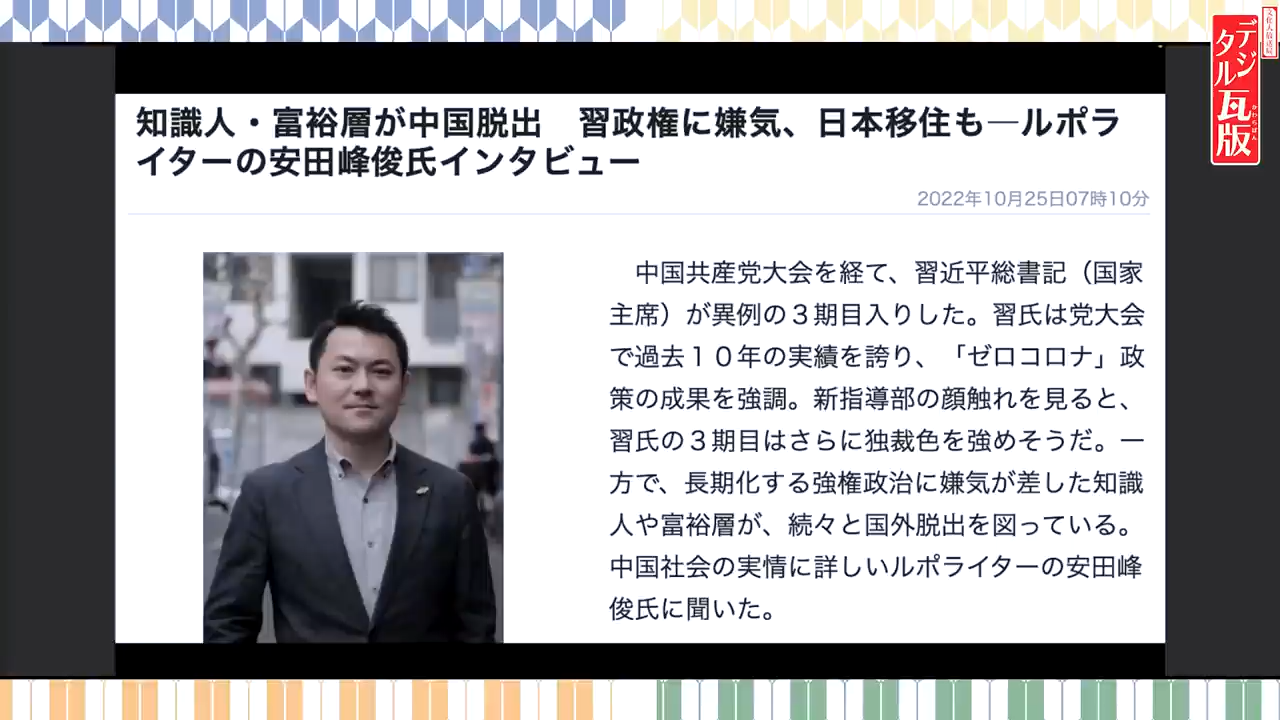 知識人・富裕層が中国脱出　習政権に嫌気、日本移住も―ルポラ
イターの安田峰俊氏インタビュー
2022年10月25日07時10分
　中国共産党大会を経て、習近平総書記（国家
主席）が異例の３期目入りした。習氏は党大会
で過去１０年の実績を誇り、「ゼロコロナ」政
策の成果を強調。新指導部の顔触れを見ると、
習氏の３期目はさらに独裁色を強めそうだ。一
方で、長期化する強権政治に嫌気が差した知識
人や富裕層が、続々と国外脱出を図っている。
中国社会の実情に詳しいルポライターの安田峰
俊氏に聞いた。
文化人放送局
デジタル瓦版
かわらばん